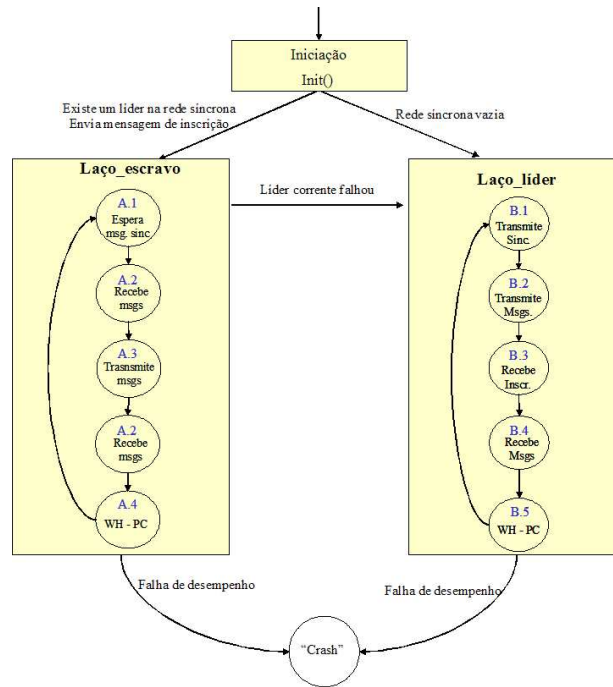 Iniciação
Init()
Existe um líder na rede síncrona
Envia mensagem de inscrição
Rede síncrona vazia
Laço_escravo
A.1
Espera
msg. sinc
A.2
Recebe
msgs
A.3
Trasnsmite
msgs
A.2
Recebe
msgs
A.4
WH - PC
Líder corrente falhou
Laço_líder
B.1
Transmite
Sinc.
B.2
Transmite
Msgs.
B.3
Recebe
Inscr.
B.4
Recebe
Msgs
B.5
WH - PC
Falha de desempenho
Falha de desempenho
“Crash”